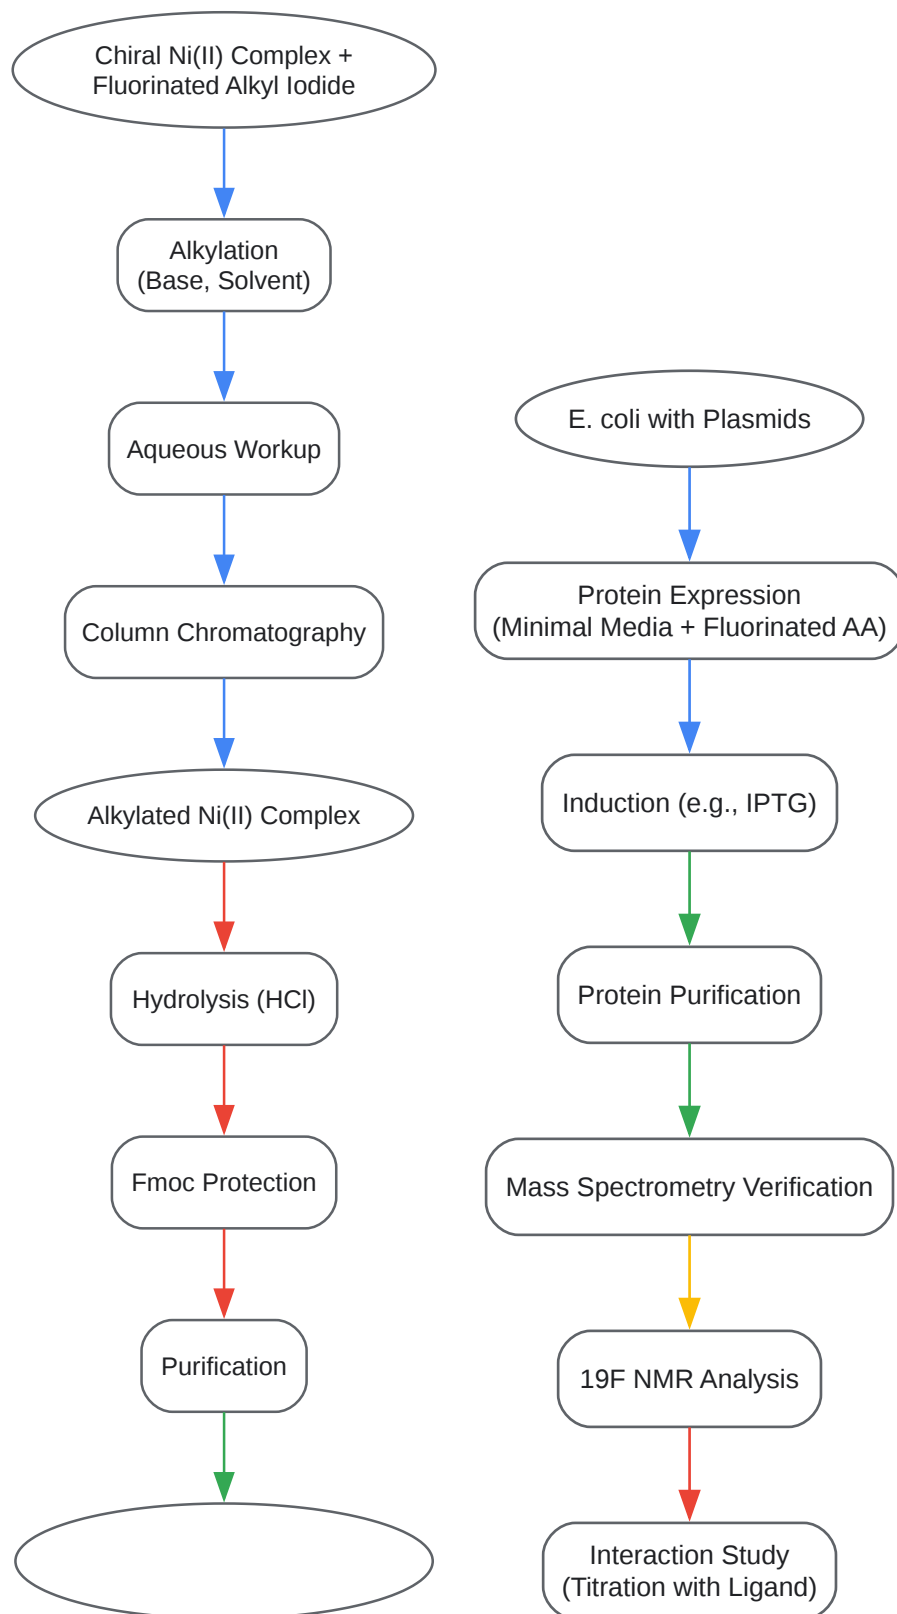 Chiral Ni(II) Complex +
Fluorinated Alkyl Iodide
Alkylation
(Base, Solvent)
Aqueous Workup
Column Chromatography
Alkylated Ni(II) Complex
Hydrolysis (HCl)
Fmoc Protection
Purification
E. coli with Plasmids
Protein Expression
(Minimal Media + Fluorinated AA)
Induction (e.g., IPTG)
Protein Purification
Mass Spectrometry Verification
19F NMR Analysis
Interaction Study
(Titration with Ligand)